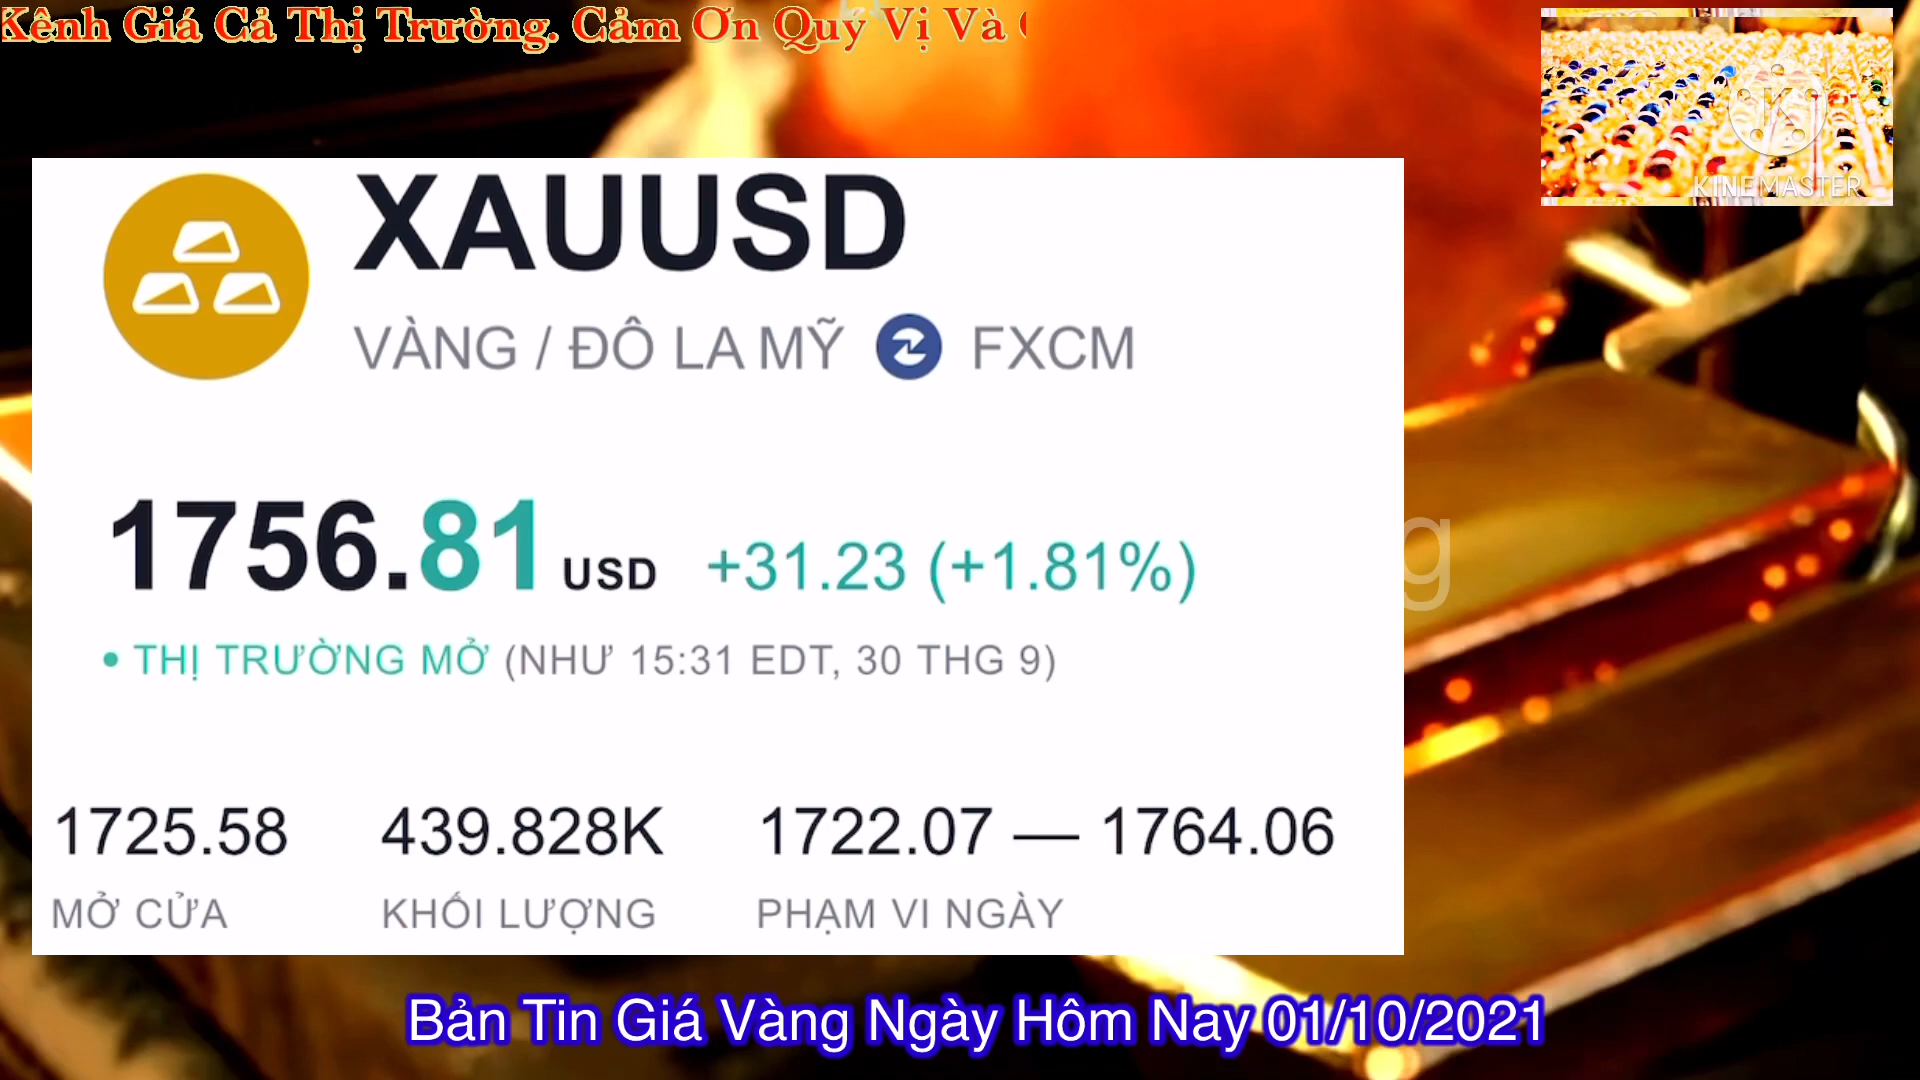 Kênh Giá Cả Thị Trường. Cảm Ơn Quý Vị Và
KINEMASTER
XAUUSD
VÀNG / ĐÔ LA MỸ FXCM
1756.81 USD +31.23 (+1.81%)
• THỊ TRƯỜNG MỞ (NHƯ 15:31 EDT, 30 THG 9)
g
1725.58 439.828K 1722.07 — 1764.06
MỞ CỬA KHỐI LƯỢNG PHẠM VI NGÀY
Bản Tin Giá Vàng Ngày Hôm Nay 01/10/2021